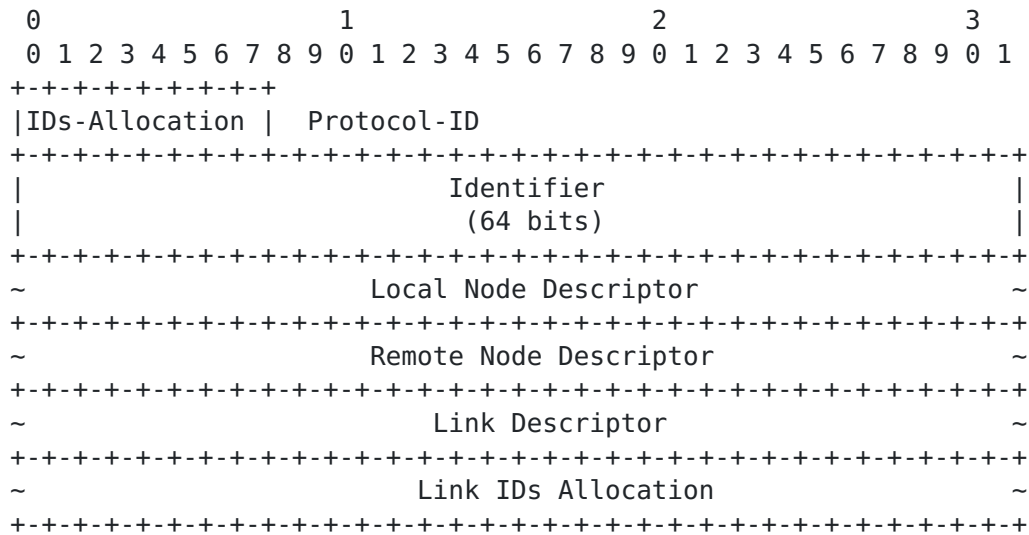 0                   1                   2                   3
 0 1 2 3 4 5 6 7 8 9 0 1 2 3 4 5 6 7 8 9 0 1 2 3 4 5 6 7 8 9 0 1
+-+-+-+-+-+-+-+-+
|IDs-Allocation |  Protocol-ID
+-+-+-+-+-+-+-+-+-+-+-+-+-+-+-+-+-+-+-+-+-+-+-+-+-+-+-+-+-+-+-+-+
|                           Identifier                          |
|                            (64 bits)                          |
+-+-+-+-+-+-+-+-+-+-+-+-+-+-+-+-+-+-+-+-+-+-+-+-+-+-+-+-+-+-+-+-+
~                      Local Node Descriptor                    ~
+-+-+-+-+-+-+-+-+-+-+-+-+-+-+-+-+-+-+-+-+-+-+-+-+-+-+-+-+-+-+-+-+
~                      Remote Node Descriptor                   ~
+-+-+-+-+-+-+-+-+-+-+-+-+-+-+-+-+-+-+-+-+-+-+-+-+-+-+-+-+-+-+-+-+
~                          Link Descriptor                      ~
+-+-+-+-+-+-+-+-+-+-+-+-+-+-+-+-+-+-+-+-+-+-+-+-+-+-+-+-+-+-+-+-+
~                         Link IDs Allocation                   ~
+-+-+-+-+-+-+-+-+-+-+-+-+-+-+-+-+-+-+-+-+-+-+-+-+-+-+-+-+-+-+-+-+